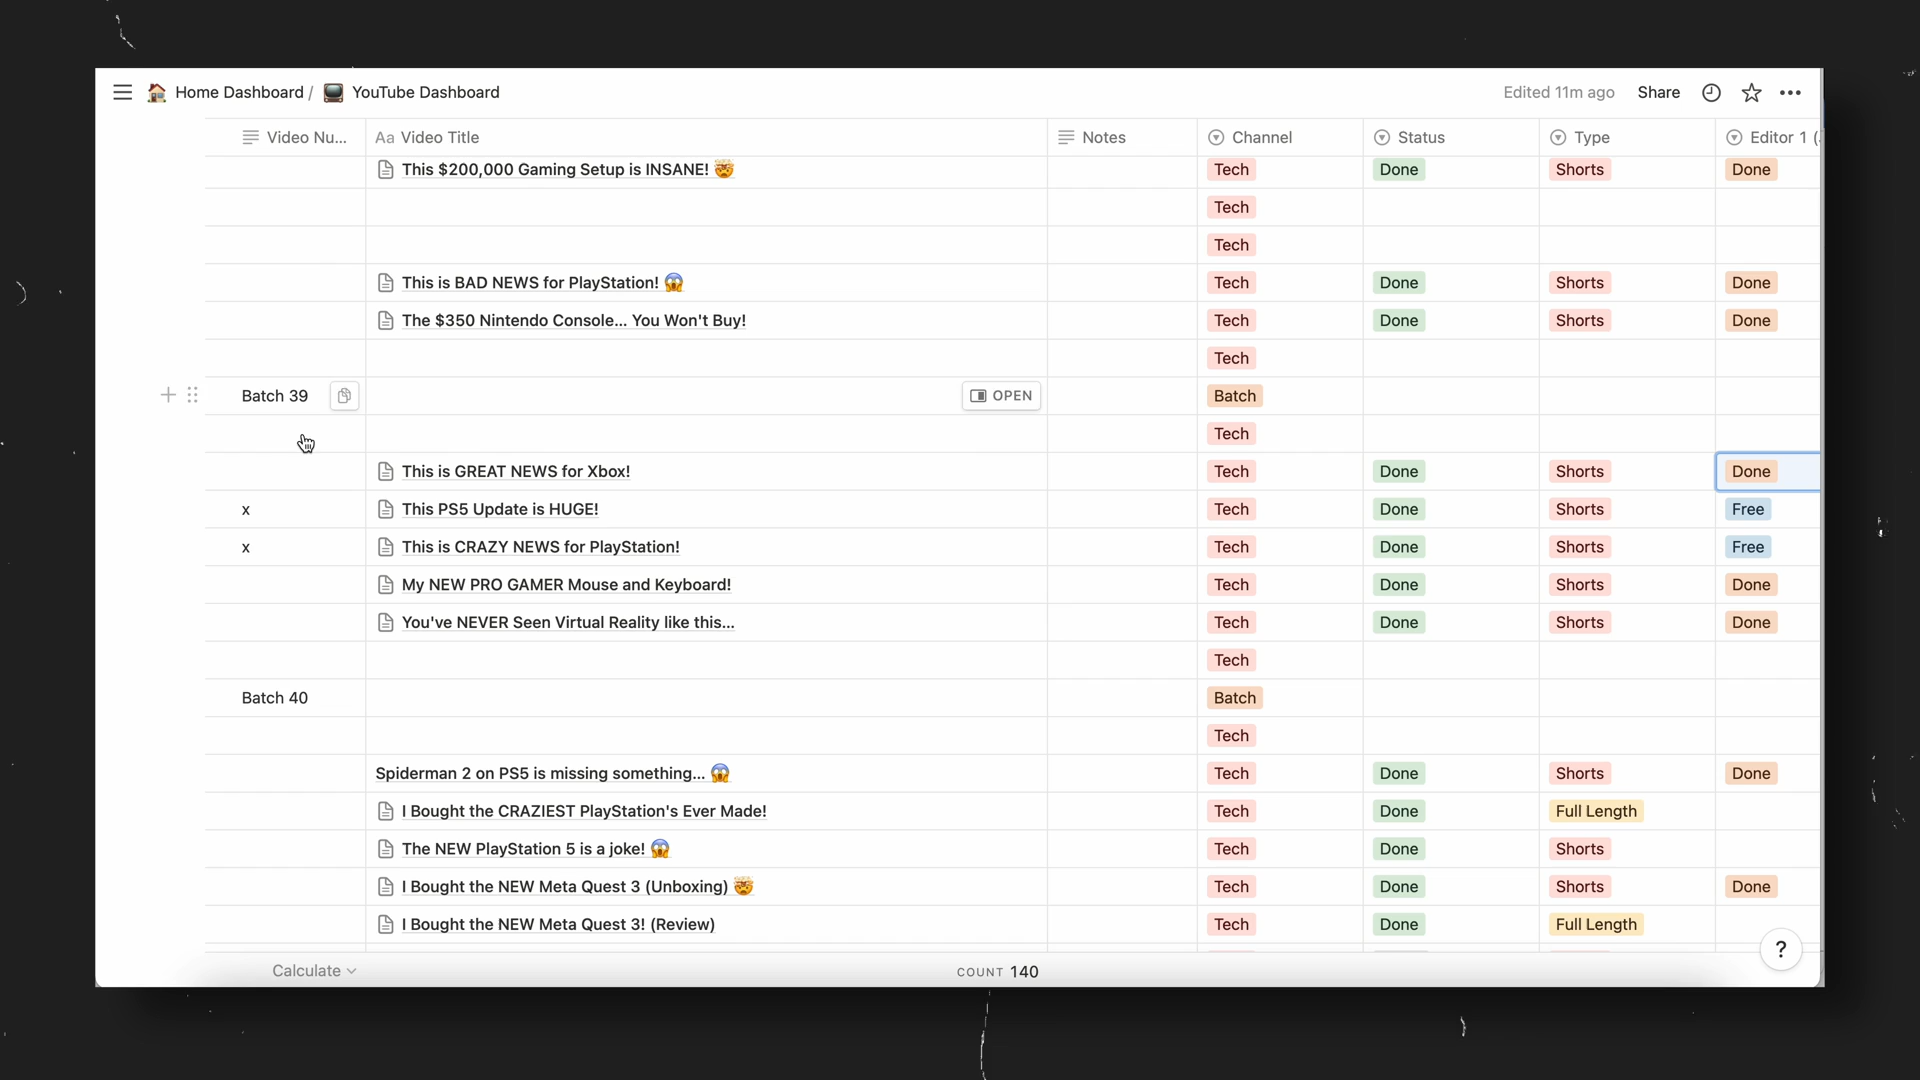 Home Dashboard / YouTube Dashboard Edited 11m ago Share
Video Nu... Aa Video Title Notes Channel Status Type Editor 1 (
This $200,000 Gaming Setup is INSANE! 🤯 Tech Done Shorts Done
Tech
Tech
This is BAD NEWS for PlayStation! 😱 Tech Done Shorts Done
The $350 Nintendo Console... You Won't Buy! Tech Done Shorts Done
Tech
Batch 39 OPEN Batch
Tech
This is GREAT NEWS for Xbox! Tech Done Shorts Done
x This PS5 Update is HUGE! Tech Done Shorts Free
x This is CRAZY NEWS for PlayStation! Tech Done Shorts Free
My NEW PRO GAMER Mouse and Keyboard! Tech Done Shorts Done
You've NEVER Seen Virtual Reality like this... Tech Done Shorts Done
Tech
Batch 40 Batch
Tech
Spiderman 2 on PS5 is missing something... 😱 Tech Done Shorts Done
I Bought the CRAZIEST PlayStation's Ever Made! Tech Done Full Length
The NEW PlayStation 5 is a joke! 😱 Tech Done Shorts
I Bought the NEW Meta Quest 3 (Unboxing) 🤯 Tech Done Shorts Done
I Bought the NEW Meta Quest 3! (Review) Tech Done Full Length
?
Calculate COUNT 140